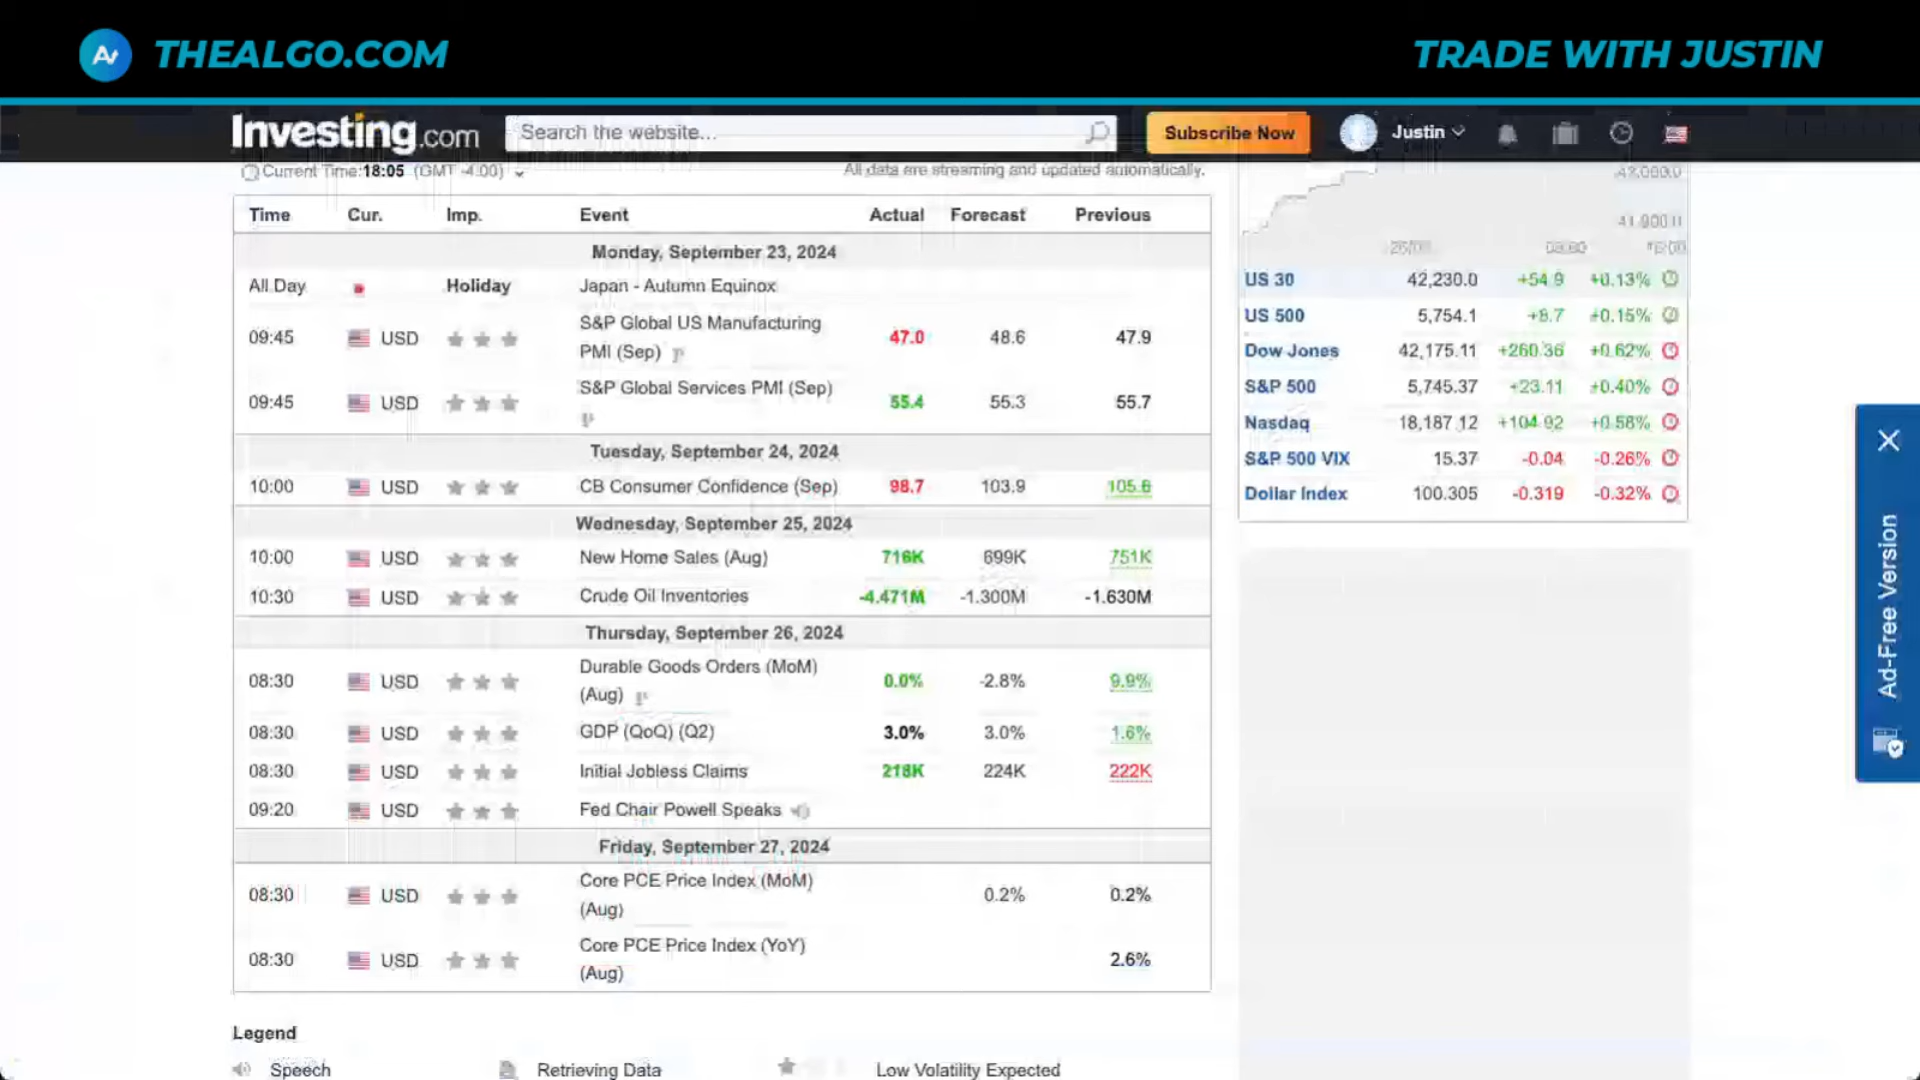 THEALGO.COM
TRADE WITH JUSTIN
Investing.com
Search the website...
Subscribe Now
Justin
Current Time:18:05 (GMT -4:00)
All data are streaming and updated automatically.
Time Cur. Imp. Event Actual Forecast Previous
Monday, September 23, 2024
All Day Holiday Japan - Autumn Equinox
09:45 USD S&P Global US Manufacturing PMI (Sep) 47.0 48.6 47.9
09:45 USD S&P Global Services PMI (Sep) 55.4 55.3 55.7
Tuesday, September 24, 2024
10:00 USD CB Consumer Confidence (Sep) 98.7 103.9 105.6
Wednesday, September 25, 2024
10:00 USD New Home Sales (Aug) 716K 699K 751K
10:30 USD Crude Oil Inventories -4.471M -1.300M -1.630M
Thursday, September 26, 2024
08:30 USD Durable Goods Orders (MoM) (Aug) 0.0% -2.8% 9.9%
08:30 USD GDP (QoQ) (Q2) 3.0% 3.0% 1.6%
08:30 USD Initial Jobless Claims 218K 224K 222K
09:20 USD Fed Chair Powell Speaks
Friday, September 27, 2024
08:30 USD Core PCE Price Index (MoM) (Aug) 0.2% 0.2%
08:30 USD Core PCE Price Index (YoY) (Aug) 2.6%
Legend
Speech
Retrieving Data
Low Volatility Expected
US 30 42,230.0 +54.9 +0.13%
US 500 5,754.1 +8.7 +0.15%
Dow Jones 42,175.11 +260.36 +0.62%
S&P 500 5,745.37 +23.11 +0.40%
Nasdaq 18,187.12 +104.92 +0.58%
S&P 500 VIX 15.37 -0.04 -0.26%
Dollar Index 100.305 -0.319 -0.32%
Ad-Free Version